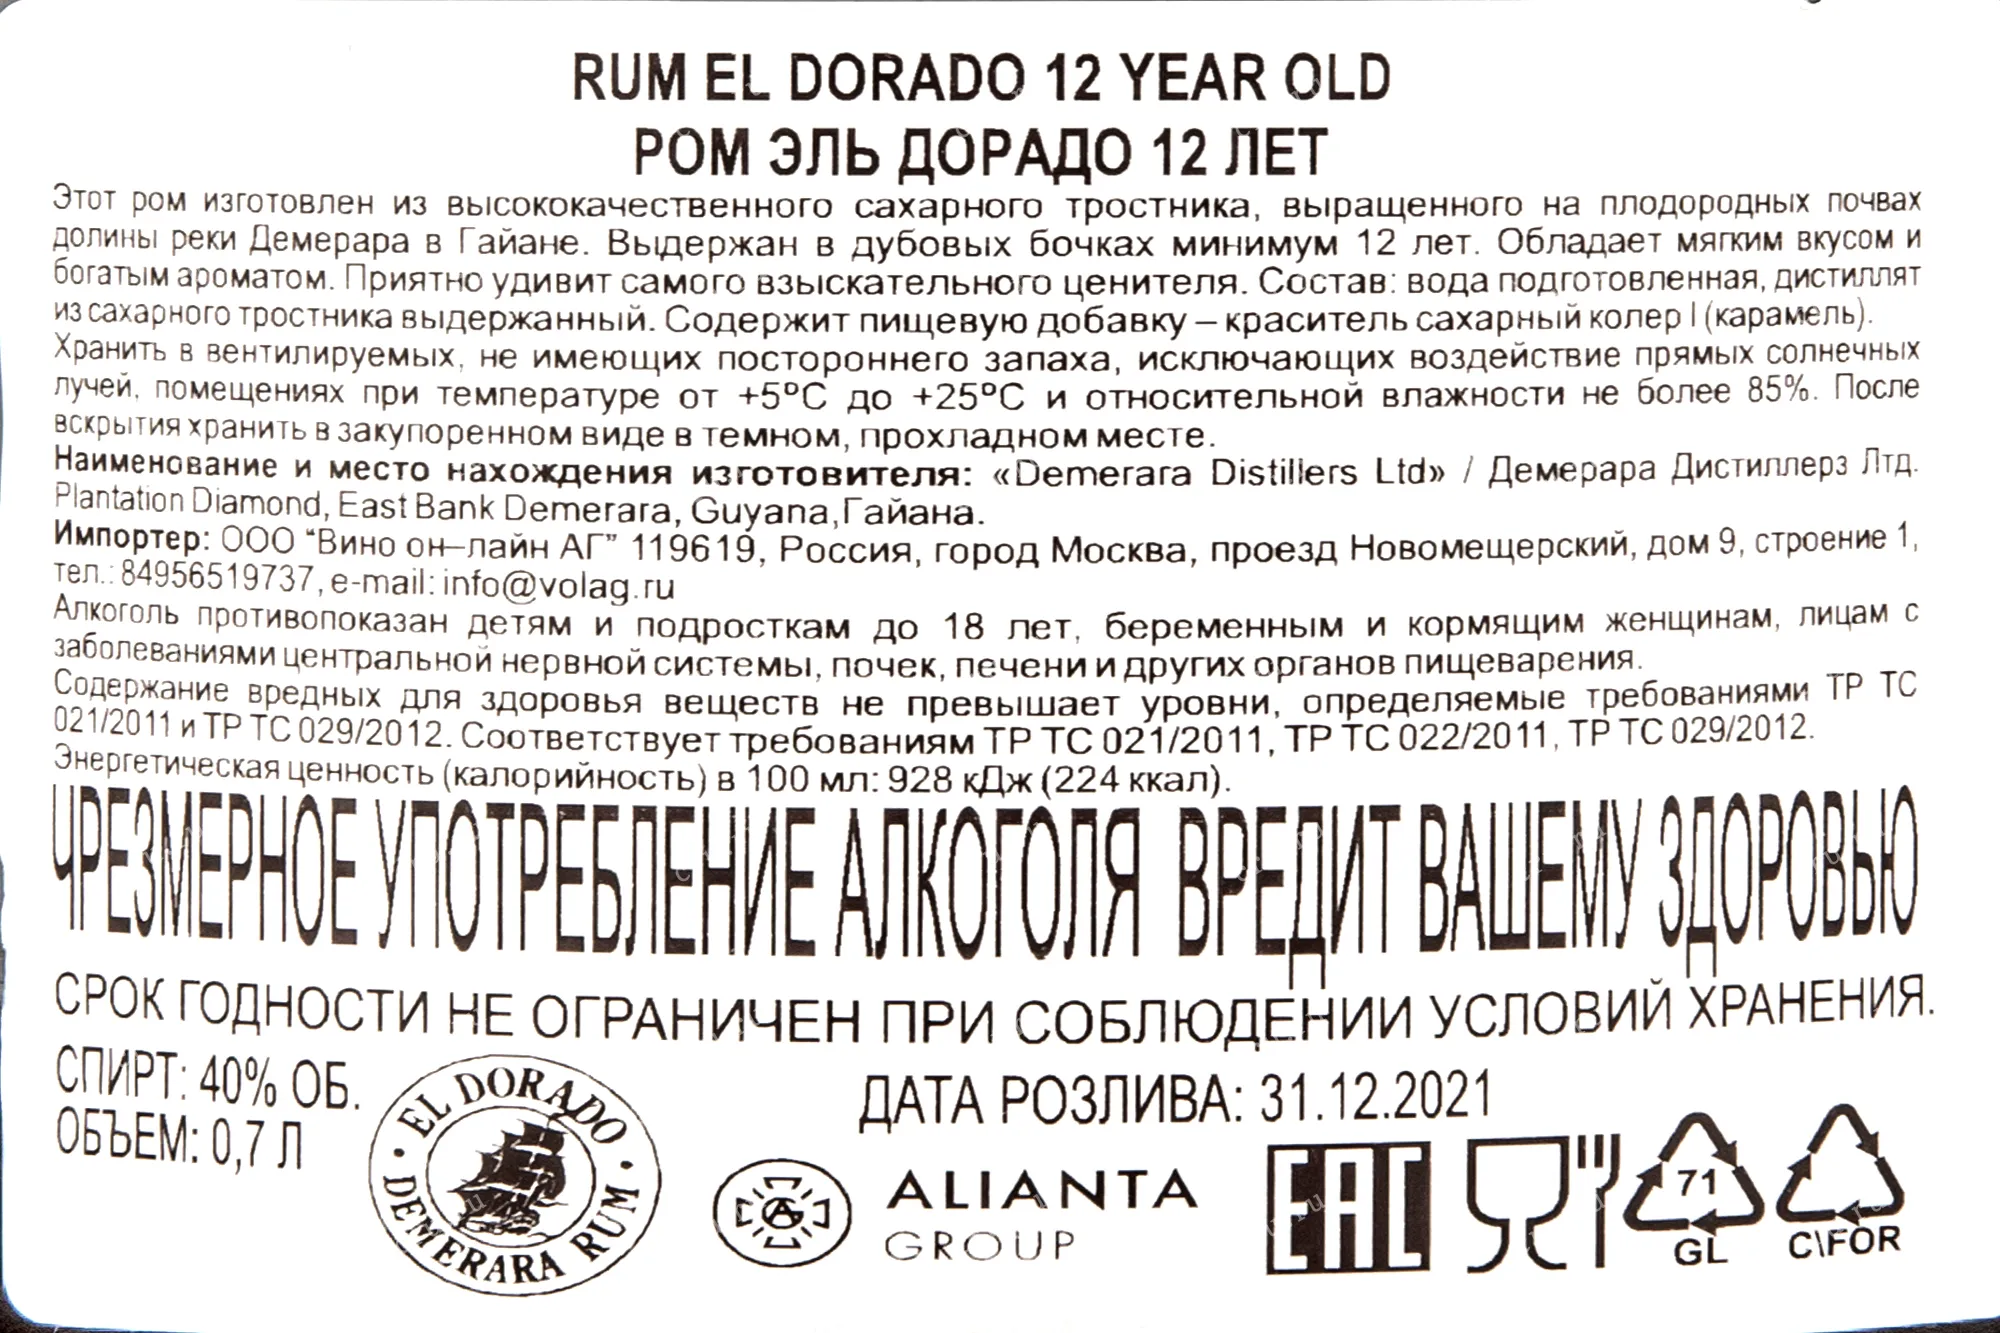 RUM EL DORADO 12 YEAR OLD
РОМ ЭЛЬ ДОРАДО 12 ЛЕТ
Этот ром изготовлен из высококачественного сахарного тростника, выращенного на плодородных почвах
долины реки Демерара в Гайане. Выдержан в дубовых бочках минимум 12 лет. Обладает мягким вкусом и
богатым ароматом. Приятно удивит самого взыскательного ценителя. Состав: вода подготовленная, дистиллят
из сахарного тростника выдержанный. Содержит пищевую добавку – краситель сахарный колер I (карамель).
Хранить в вентилируемых, не имеющих постороннего запаха, исключающих воздействие прямых солнечных
лучей, помещениях при температуре от +5ºС до +25ºС и относительной влажности не более 85%. После
вскрытия хранить в закупоренном виде в темном, прохладном месте.
Наименование и место нахождения изготовителя: «Demerara Distillers Ltd» / Демерара Дистиллерз Лтд.
Plantation Diamond, East Bank Demerara, Guyana,Гайана.
Импортер: ООО “Вино он–лайн АГ” 119619, Россия, город Москва, проезд Новомещерский, дом 9, строение 1,
тел.: 84956519737, e-mail: info@volag.ru
Алкоголь противопоказан детям и подросткам до 18 лет, беременным и кормящим женщинам, лицам с
заболеваниями центральной нервной системы, почек, печени и других органов пищеварения.
Содержание вредных для здоровья веществ не превышает уровни, определяемые требованиями ТР ТС
021/2011 и ТР ТС 029/2012. Соответствует требованиям ТР ТС 021/2011, ТР ТС 022/2011, ТР ТС 029/2012.
Энергетическая ценность (калорийность) в 100 мл: 928 кДж (224 ккал).
ЧРЕЗМЕРНОЕ УПОТРЕБЛЕНИЕ АЛКОГОЛЯ ВРЕДИТ ВАШЕМУ ЗДОРОВЬЮ
СРОК ГОДНОСТИ НЕ ОГРАНИЧЕН ПРИ СОБЛЮДЕНИИ УСЛОВИЙ ХРАНЕНИЯ.
СПИРТ: 40% ОБ.
ОБЪЕМ: 0,7 Л
EL DORADO
DEMERARA RUM
ДАТА РОЗЛИВА: 31.12.2021
ALIANTA
GROUP
EAC
71
GL
C\FOR